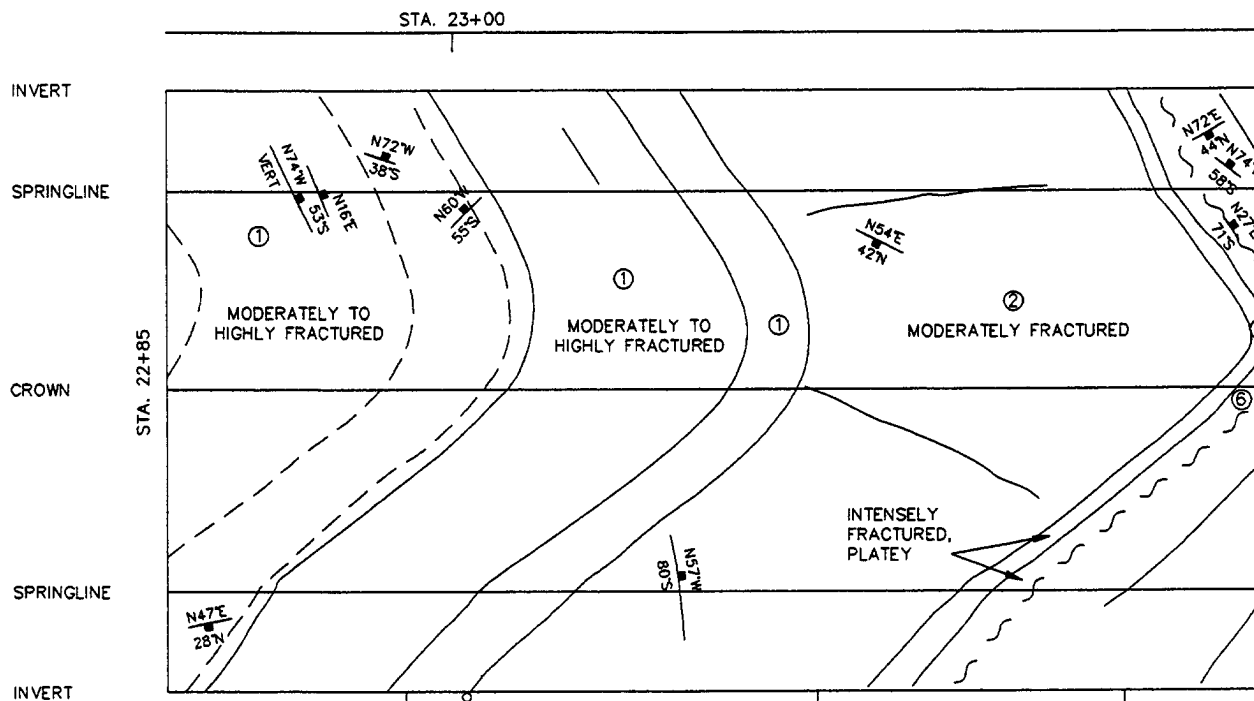 STA. 23+00
INVERT
N72°W
38°S
N72°E
44°N
N74°
58°S
N74°W
VERT
53°S
N16°E
SPRINGLINE
N60°W
55°S
N27°E
71°S
①
N54°E
42°N
①
②
MODERATELY TO
HIGHLY FRACTURED
MODERATELY TO
HIGHLY FRACTURED
①
MODERATELY FRACTURED
STA. 22+85
CROWN
⑥
INTENSELY
FRACTURED,
PLATEY
N57°W
80°S
SPRINGLINE
N47°E
28°N
INVERT